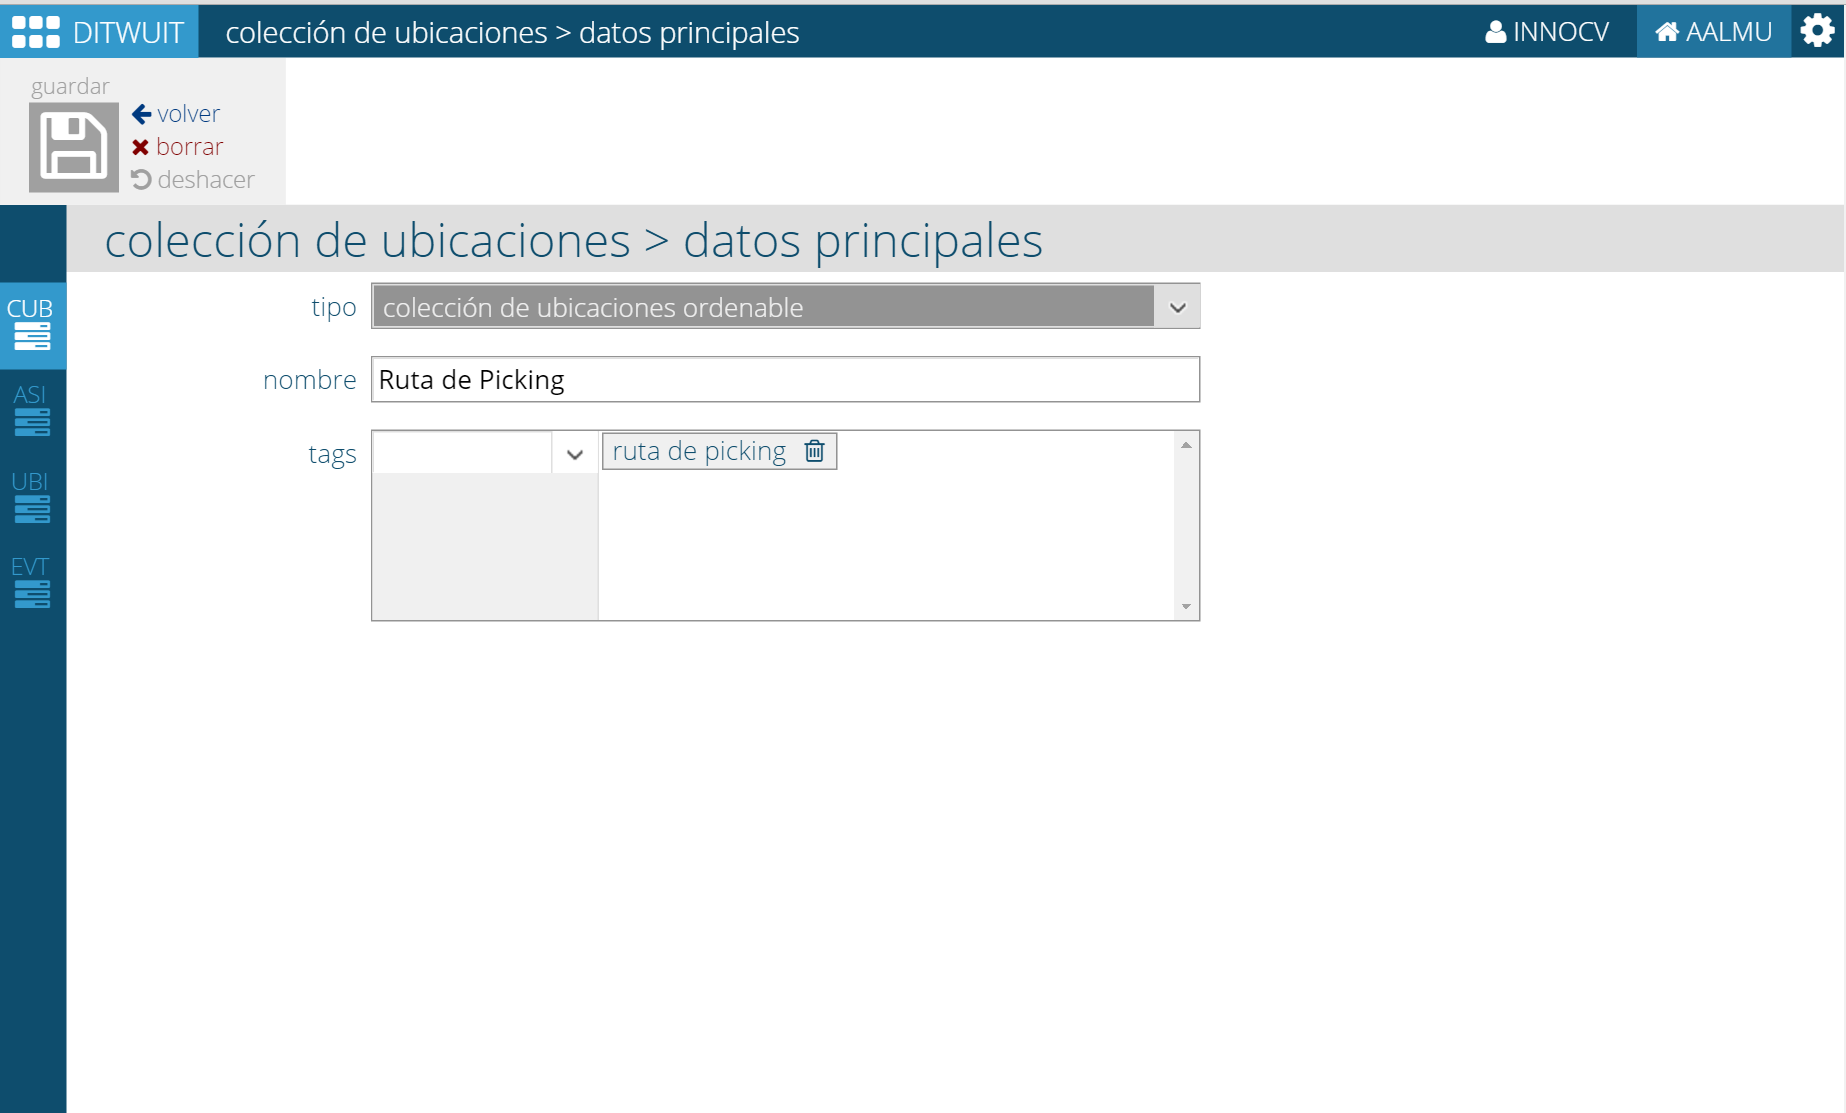 DITWUIT colección de ubicaciones > datos principales INNOCV AALMU
guardar
volver
borrar
deshacer
colección de ubicaciones > datos principales
CUB
ASI
UBI
EVT
tipo colección de ubicaciones ordenable
nombre Ruta de Picking
tags ruta de picking